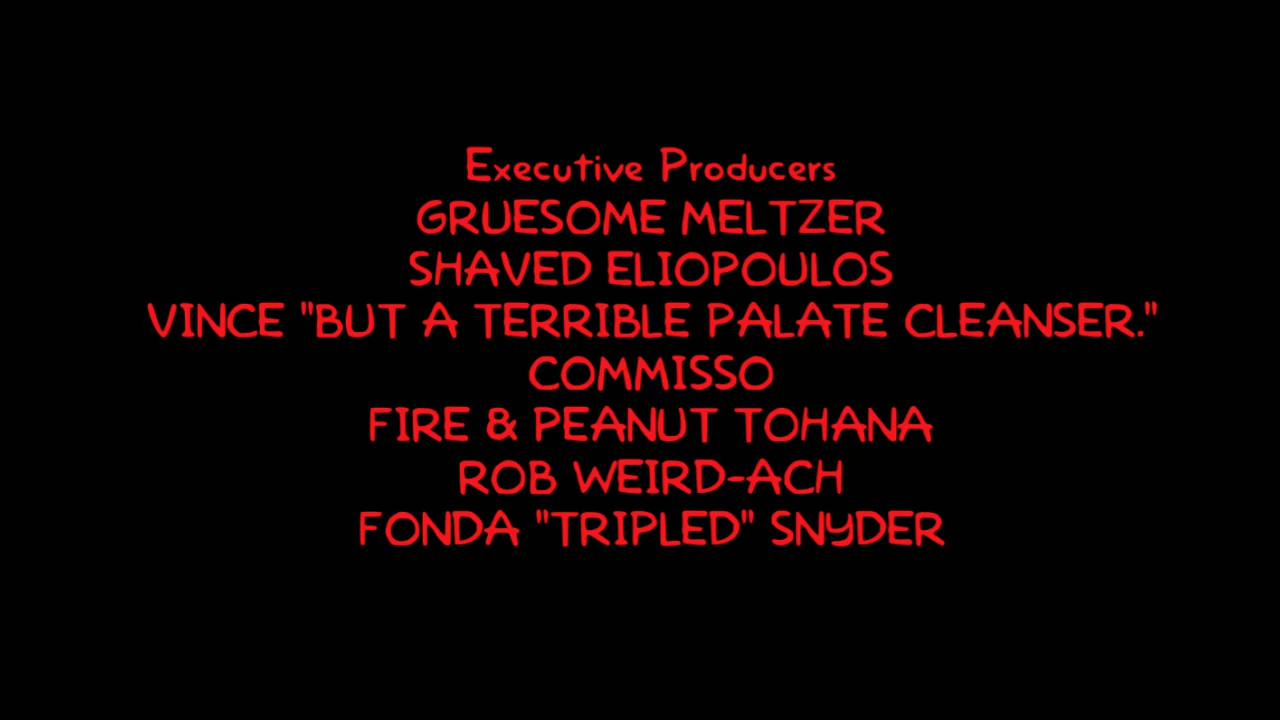 Executive Producers
GRUESOME MELTZER
SHAVED ELIOPOULOS
VINCE "BUT A TERRIBLE PALATE CLEANSER."
COMMISSO
FIRE & PEANUT TOHANA
ROB WEIRD-ACH
FONDA "TRIPLED" SNYDER